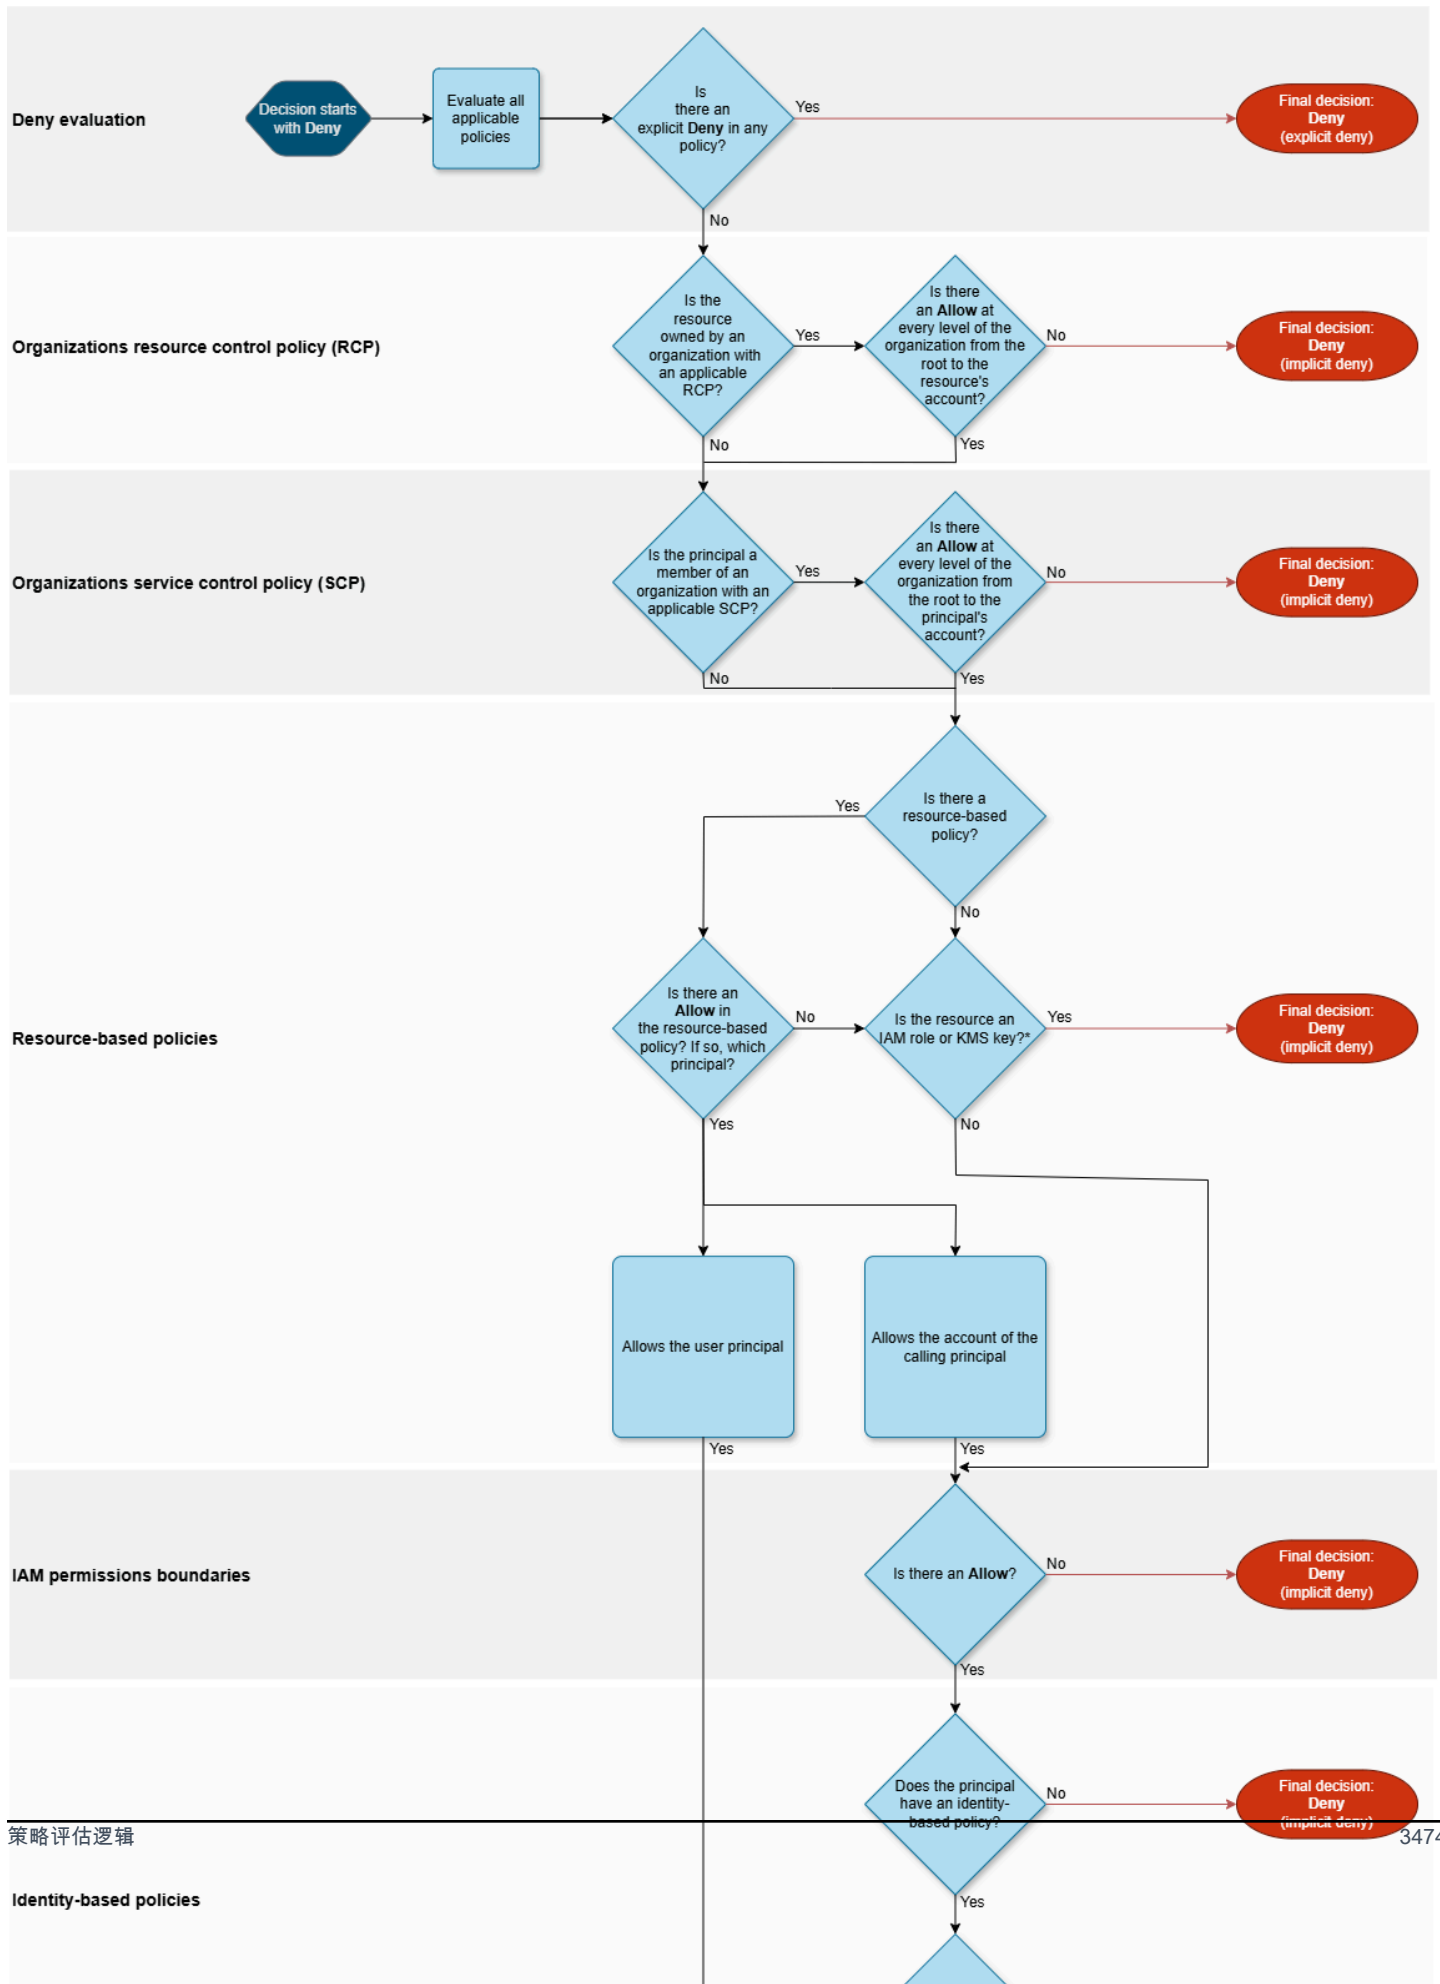 Deny evaluation
Decision starts
with Deny
Evaluate all
applicable
policies
Is
there an
explicit Deny in any
policy?
Yes
Final decision:
Deny
(explicit deny)
No
Organizations resource control policy (RCP)
Is the
resource
owned by an
organization with
an applicable
RCP?
Yes
Is there
an Allow at
every level of the
organization from the
root to the
resource's
account?
No
Final decision:
Deny
(implicit deny)
No
Yes
Organizations service control policy (SCP)
Is the principal a
member of an
organization with an
applicable SCP?
Yes
Is there
an Allow at
every level of the
organization from
the root to the
principal's
account?
No
Final decision:
Deny
(implicit deny)
No
Yes
Is there a
resource-based
policy?
Yes
No
Resource-based policies
Is there an
Allow in
the resource-based
policy? If so, which
principal?
No
Is the resource an
IAM role or KMS key?*
Yes
Final decision:
Deny
(implicit deny)
Yes
No
Allows the user principal
Allows the account of the
calling principal
Yes
Yes
IAM permissions boundaries
Is there an Allow?
No
Final decision:
Deny
(implicit deny)
Yes
Does the principal
have an identity-
based policy?
No
Final decision:
Deny
(implicit deny)
策略评估逻辑
3474
Identity-based policies
Yes